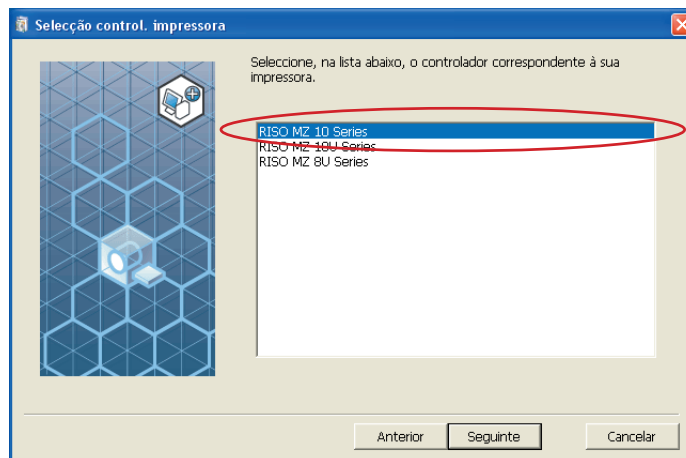 Selecção control. impressora
Seleccione, na lista abaixo, o controlador correspondente à sua
impressora.
RISO MZ 10 Series
RISO MZ 10U Series
RISO MZ 8U Series
Anterior
Seguinte
Cancelar